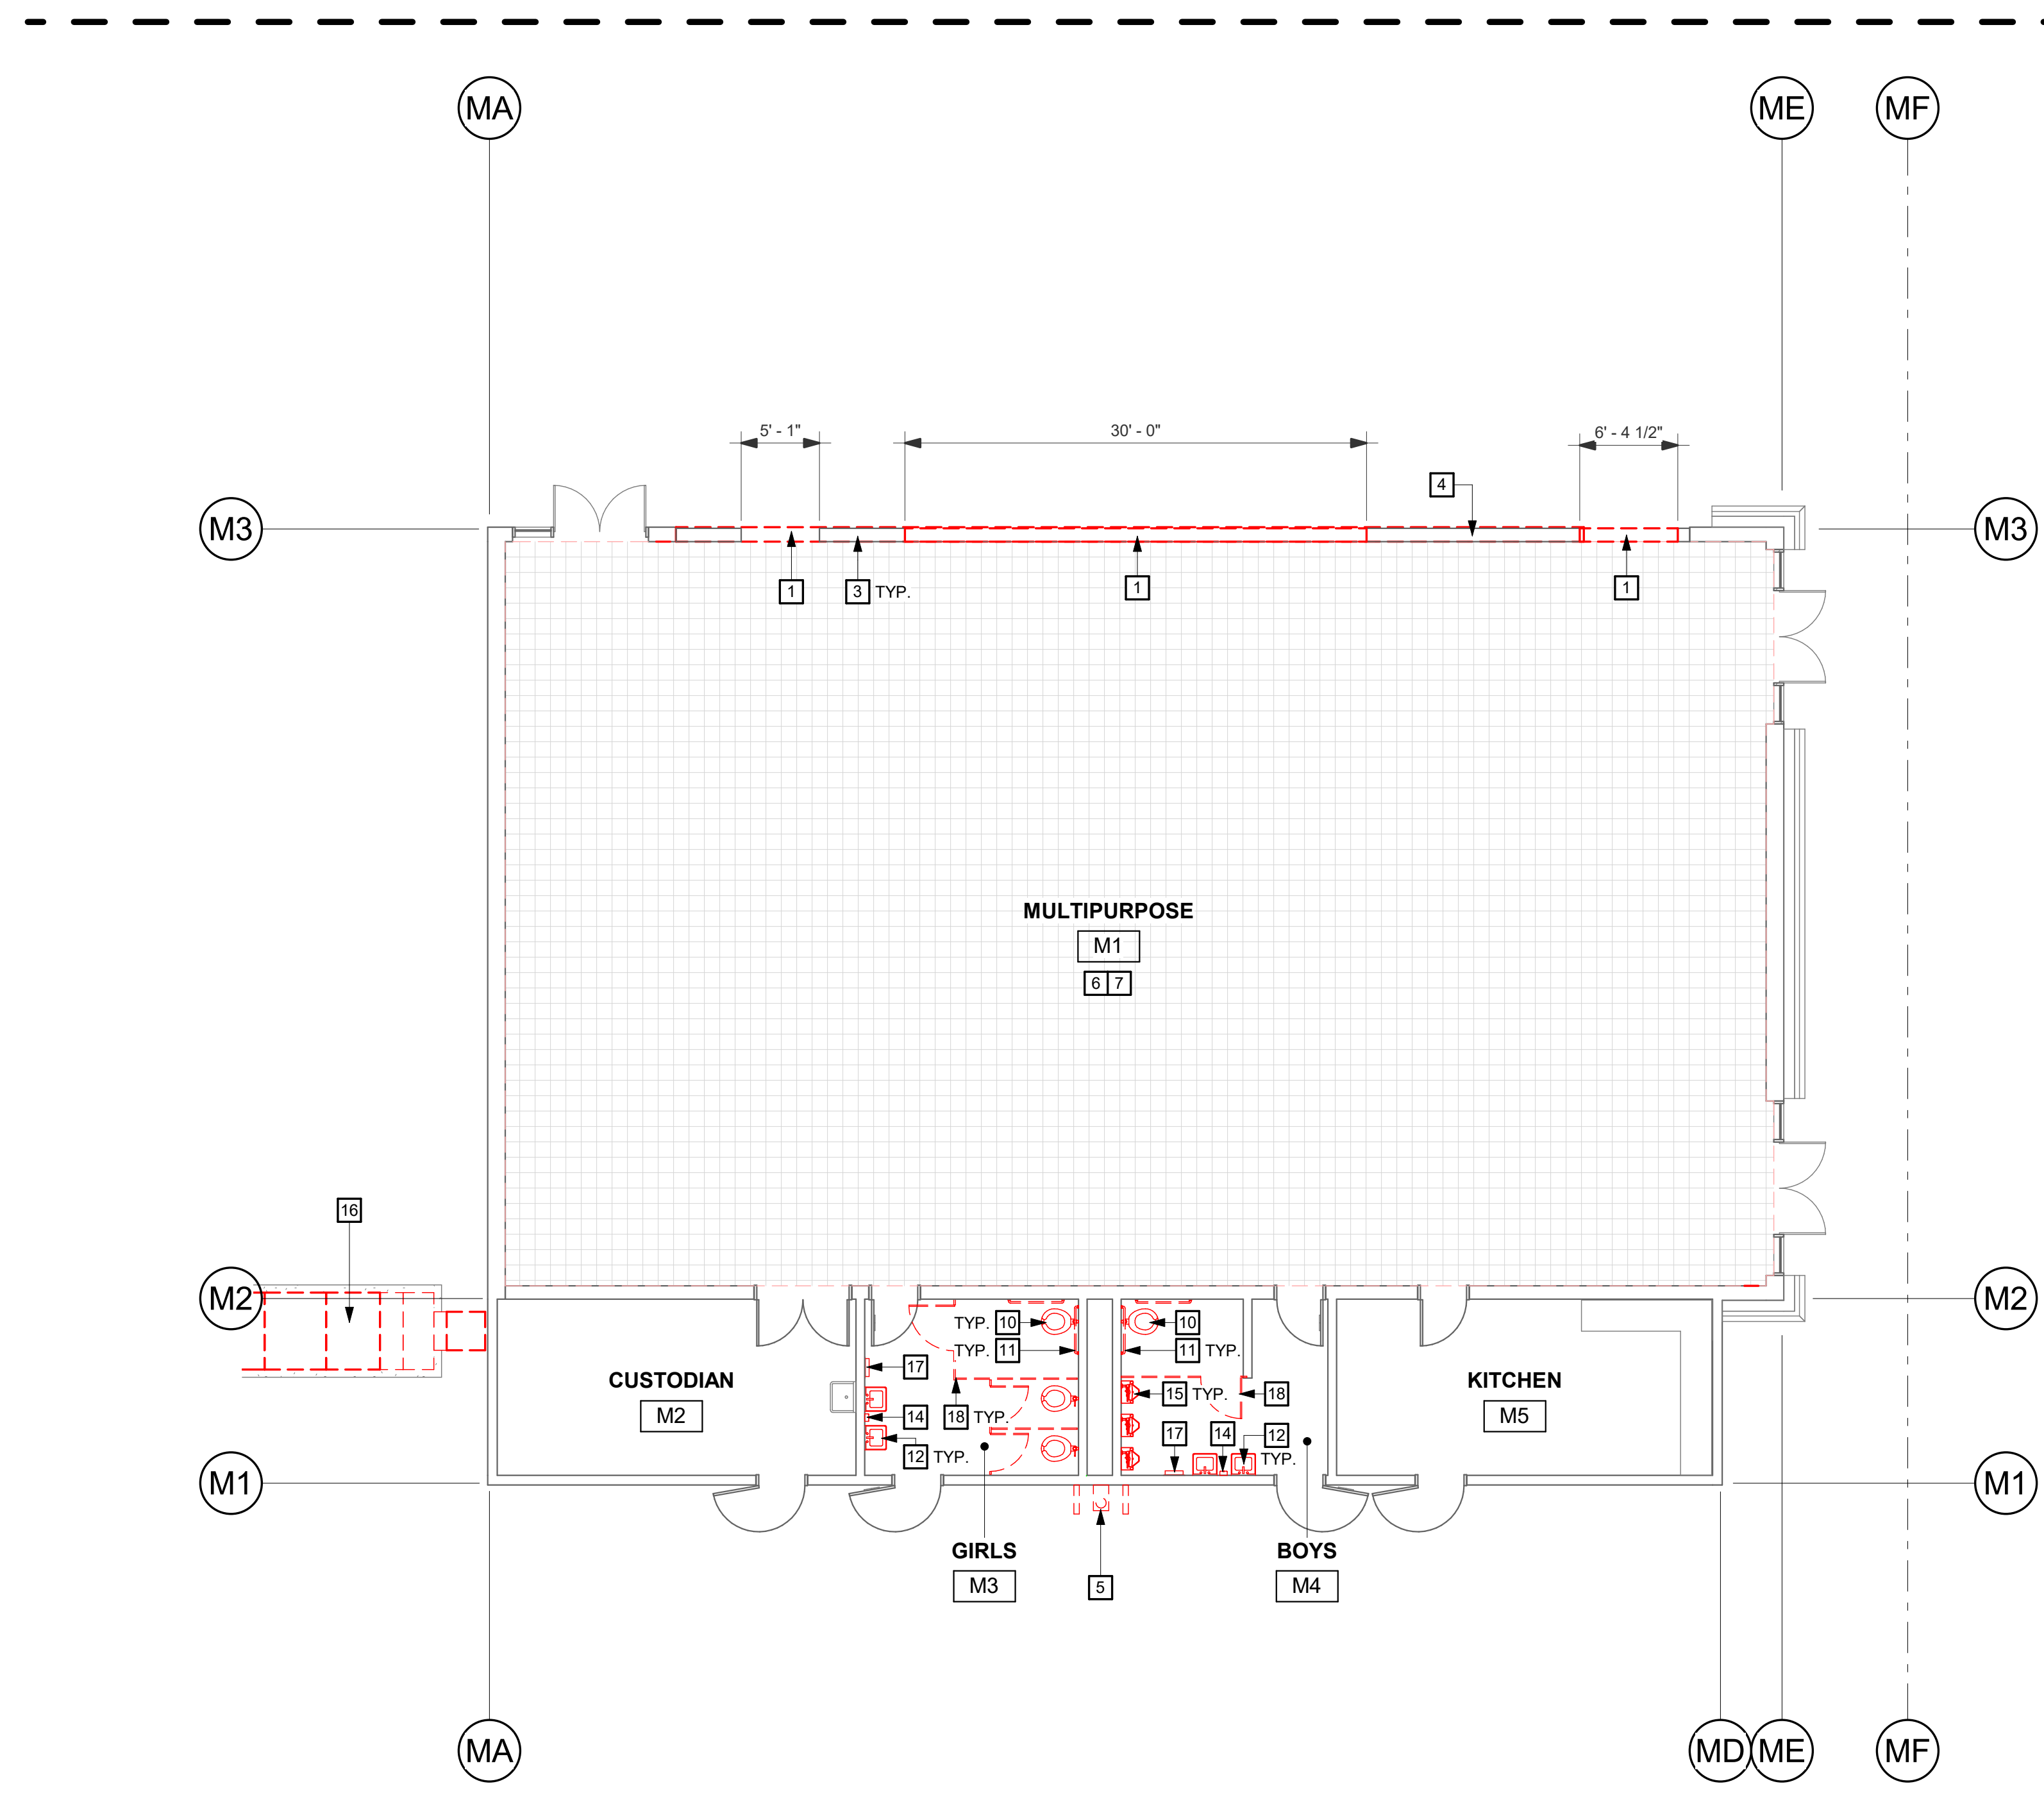 MA ME MF
5' - 1" 30' - 0" 6' - 4 1/2"
4
M3 M3
1 3 TYP. 1 1
MULTIPURPOSE
M1
6 7
16
M2 M2
TYP. 10 10
TYP. 11 11 TYP.
17
CUSTODIAN KITCHEN
M2 M5
18 TYP. 15 TYP. 18
14
17 14 12 TYP.
12 TYP.
M1 M1
GIRLS BOYS
M3 5 M4
MA MD ME MF